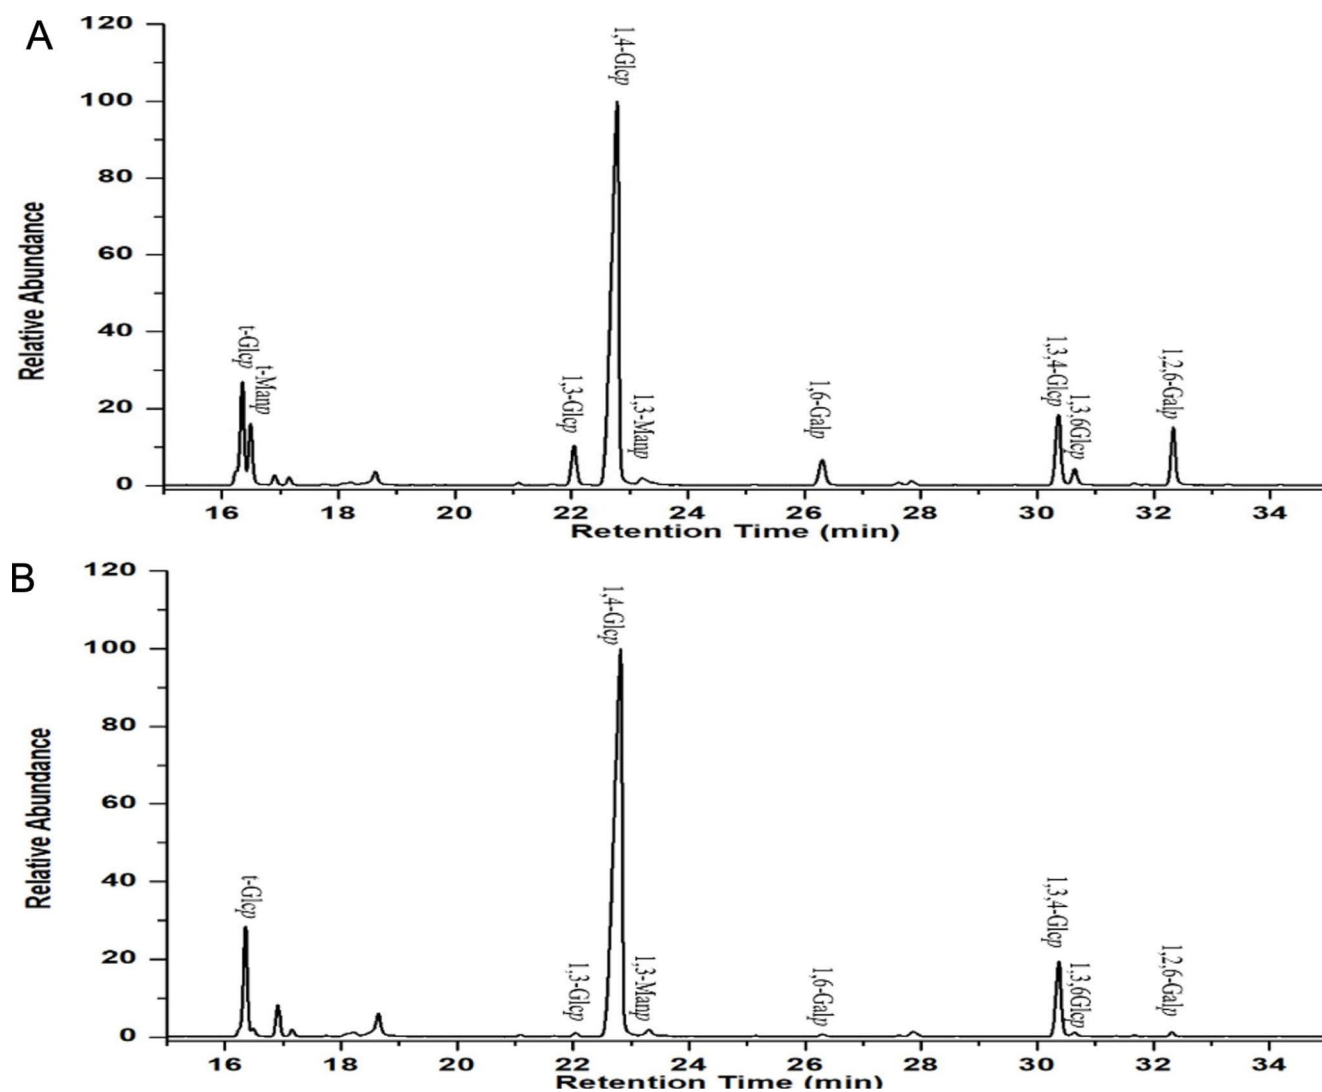 A
120
100
80
60
40
20
0
Relative Abundance
t-Glcp
t-Manp
1,3-Glcp
1,4-Glcp
1,3-Manp
1,6-Galp
1,3,4-Glcp
1,3,6Glcp
1,2,6-Galp
16 18 20 22 24 26 28 30 32 34
Retention Time (min)
B
120
100
80
60
40
20
0
Relative Abundance
t-Glcp
1,3-Glcp
1,4-Glcp
1,3-Manp
1,6-Galp
1,3,4-Glcp
1,3,6Glcp
1,2,6-Galp
16 18 20 22 24 26 28 30 32 34
Retention Time (min)